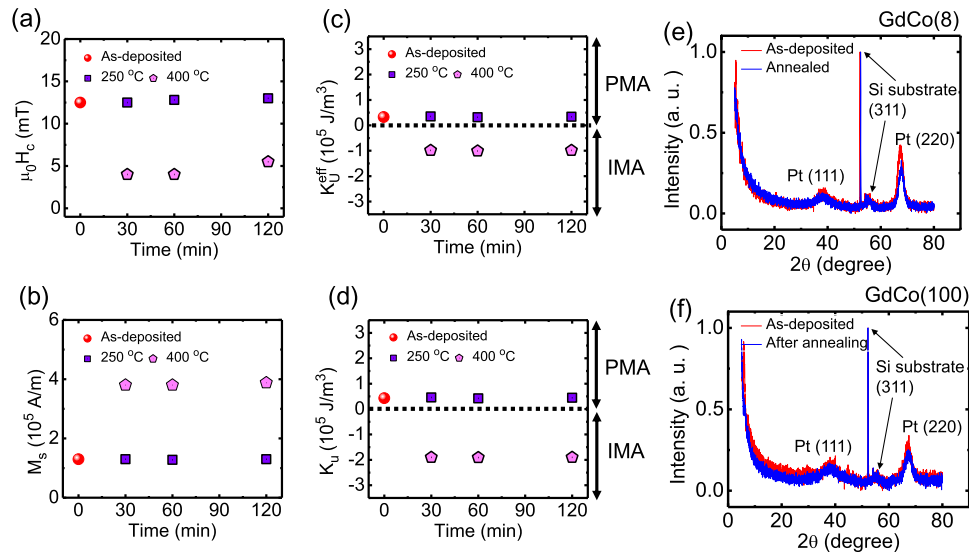 (a)
20
15
10
5
0
μ₀H꜀ (mT)
As-deposited
250 °C 400 °C
0 30 60 90 120
Time (min)
(c)
3
2
1
0
-1
-2
-3
K_U^eff (10⁵ J/m³)
As-deposited
250 °C 400 °C
0 30 60 90 120
Time (min)
PMA
IMA
(e)
GdCo(8)
1.0
0.5
0.0
Intensity (a. u.)
As-deposited
Annealed
Si substrate
(311)
Pt (220)
Pt (111)
0 20 40 60 80
2θ (degree)
(b)
6
4
2
0
Mₛ (10⁵ A/m)
As-deposited
250 °C 400 °C
0 30 60 90 120
Time (min)
(d)
3
2
1
0
-1
-2
-3
Kᵤ (10⁵ J/m³)
As-deposited
250 °C 400 °C
0 30 60 90 120
Time (min)
PMA
IMA
(f)
GdCo(100)
1.0
0.5
0.0
Intensity (a. u.)
As-deposited
After annealing
Si substrate
(311)
Pt (220)
Pt (111)
0 20 40 60 80
2θ (degree)